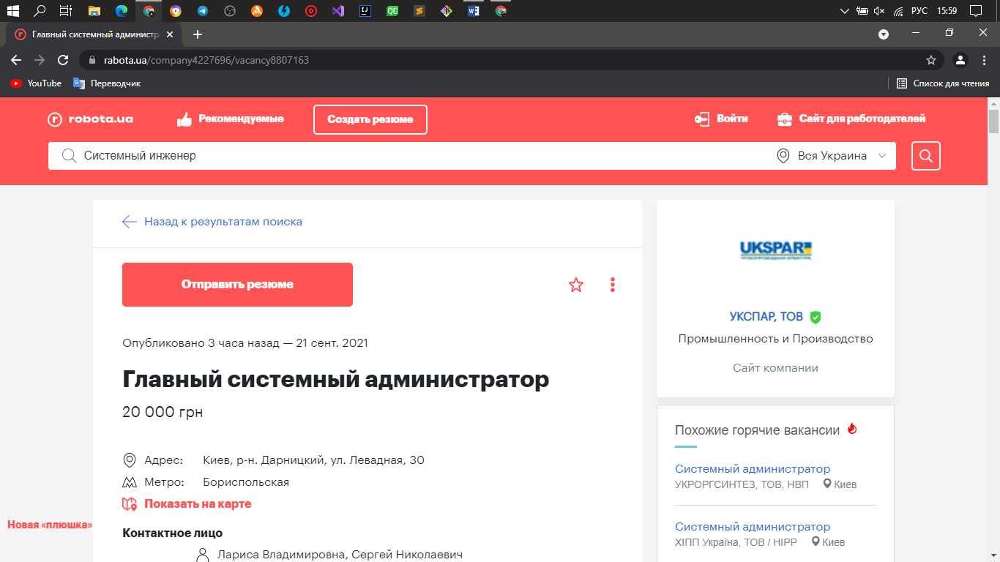 РУС
15:59
Главный системный администр
rabota.ua/company4227696/vacancy8807163
YouTube
Переводчик
Список для чтения
robota.ua
Рекомендуемые
Создать резюме
Войти
Сайт для работодателей
Системный инженер
Вся Украина
Назад к результатам поиска
Отправить резюме
Опубликовано 3 часа назад — 21 сент. 2021
Главный системный администратор
20 000 грн
Адрес: Киев, р-н. Дарницкий, ул. Левадная, 30
Метро: Бориспольская
Показать на карте
Новая «плюшка»
Контактное лицо
Лариса Владимировна, Сергей Николаевич
UKSPAR
ТРУБОПРОВОДНАЯ АРМАТУРА
УКСПАР, ТОВ
Промышленность и Производство
Сайт компании
Похожие горячие вакансии
Системный администратор
УКРОРГСИНТЕЗ, ТОВ, НВП Киев
Системный администратор
ХІПП Україна, ТОВ / HIPP Киев